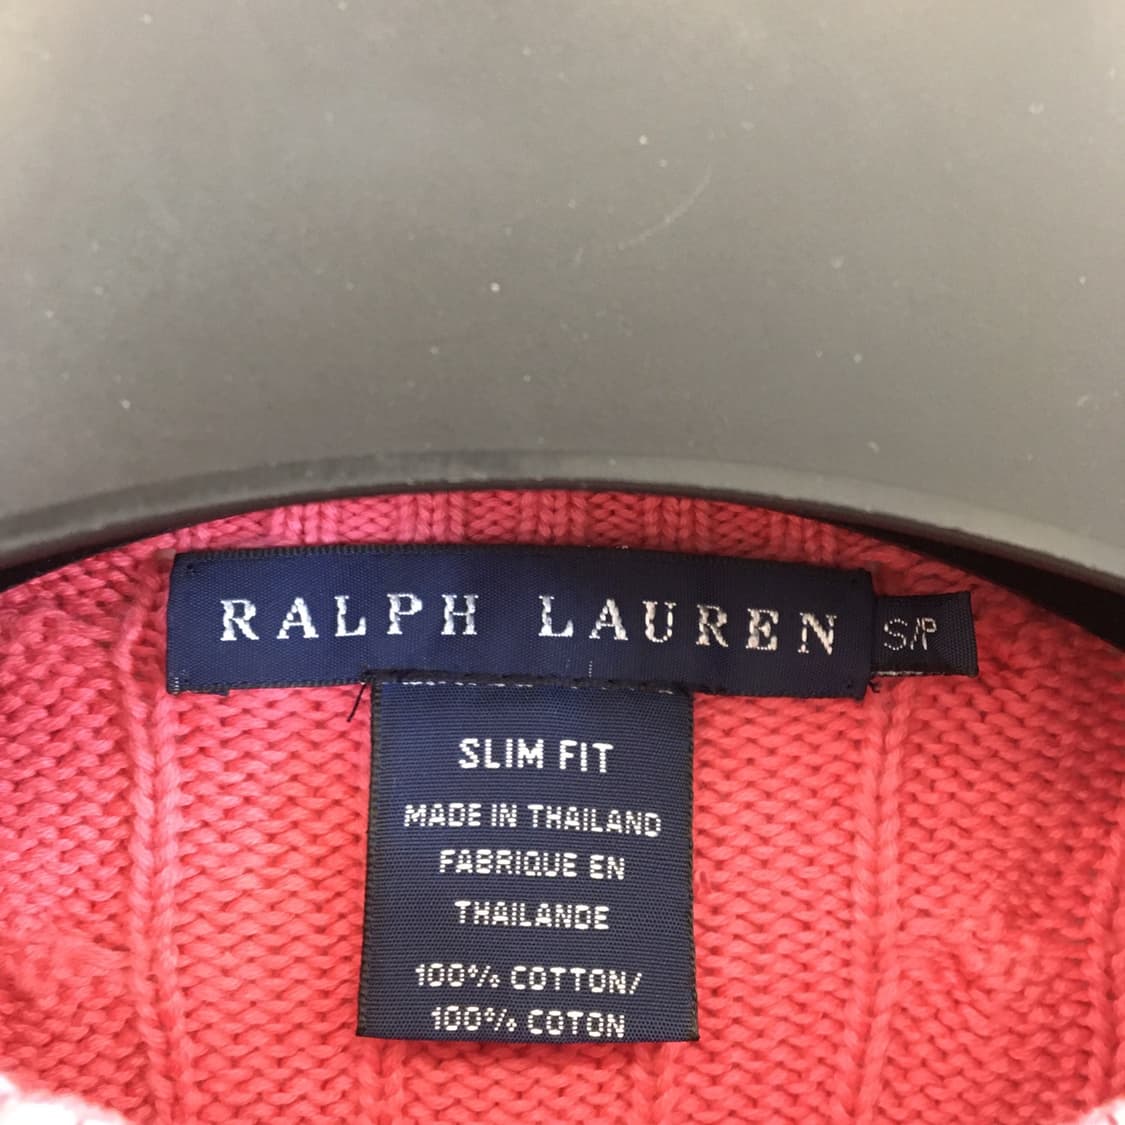 RALPH LAUREN
S/P
SLIM FIT
MADE IN THAILAND
FABRIQUE EN
THAILANDE
100% COTTON/
100% COTON